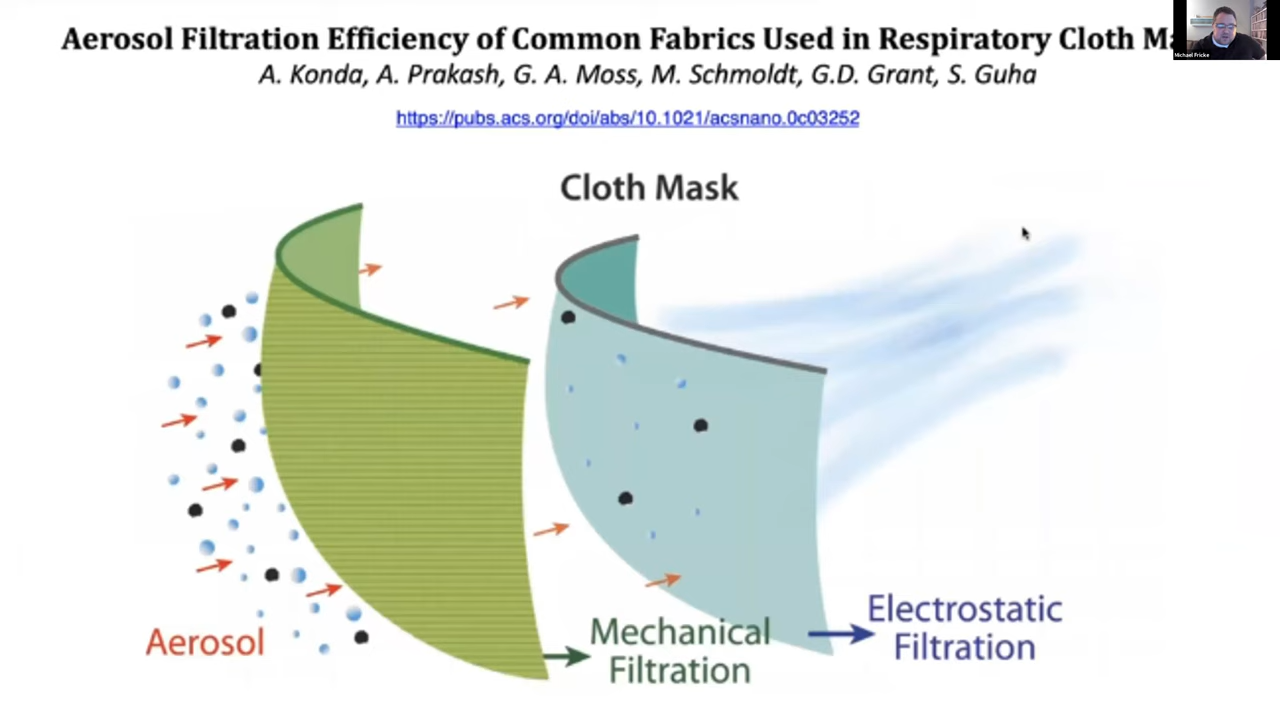 Aerosol Filtration Efficiency of Common Fabrics Used in Respiratory Cloth
A. Konda, A. Prakash, G. A. Moss, M. Schmoldt, G.D. Grant, S. Guha
https://pubs.acs.org/doi/abs/10.1021/acsnano.0c03252
Cloth Mask
Aerosol
Mechanical
Filtration
Electrostatic
Filtration
Michael Fricke